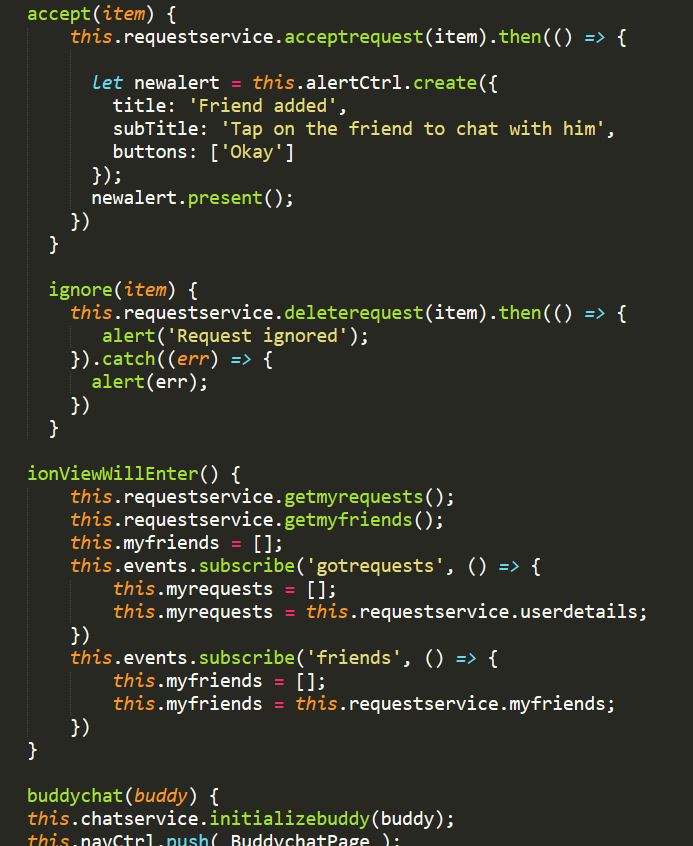 accept(item) {
this.requestservice.acceptrequest(item).then(() => {
let newalert = this.alertCtrl.create({
title: 'Friend added',
subTitle: 'Tap on the friend to chat with him',
buttons: ['Okay']
});
newalert.present();
})
}
ignore(item) {
this.requestservice.deleterequest(item).then(() => {
alert('Request ignored');
}).catch((err) => {
alert(err);
})
}
ionViewWillEnter() {
this.requestservice.getmyrequests();
this.requestservice.getmyfriends();
this.myfriends = [];
this.events.subscribe('gotrequests', () => {
this.myrequests = [];
this.myrequests = this.requestservice.userdetails;
})
this.events.subscribe('friends', () => {
this.myfriends = [];
this.myfriends = this.requestservice.myfriends;
})
}
buddychat(buddy) {
this.chatservice.initializebuddy(buddy);
this.navCtrl.push( BuddychatPage );